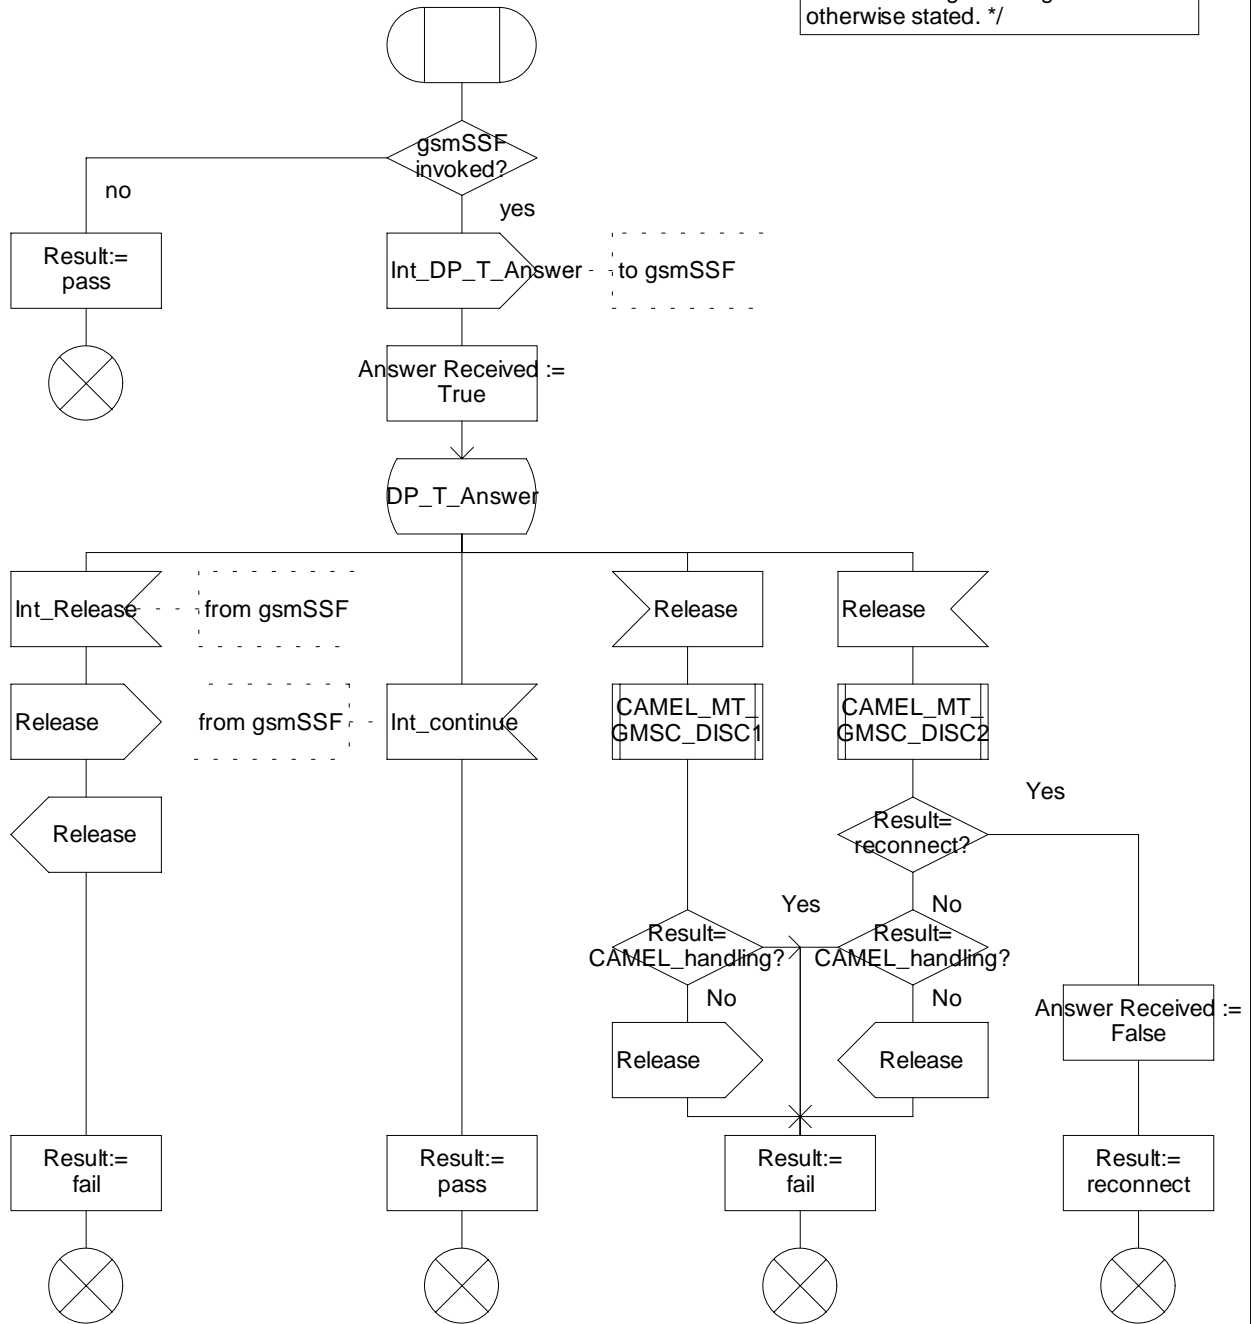 otherwise stated. */
gsmSSF
invoked?
no
yes
Result:=
pass
Int_DP_T_Answer
to gsmSSF
Answer Received :=
True
DP_T_Answer
Int_Release
from gsmSSF
Release
Release
Release
from gsmSSF
Int_continue
CAMEL_MT_
GMSC_DISC1
CAMEL_MT_
GMSC_DISC2
Yes
Release
Result=
reconnect?
Yes
No
Result=
CAMEL_handling?
Result=
CAMEL_handling?
No
No
Answer Received :=
False
Release
Release
Result:=
fail
Result:=
pass
Result:=
fail
Result:=
reconnect